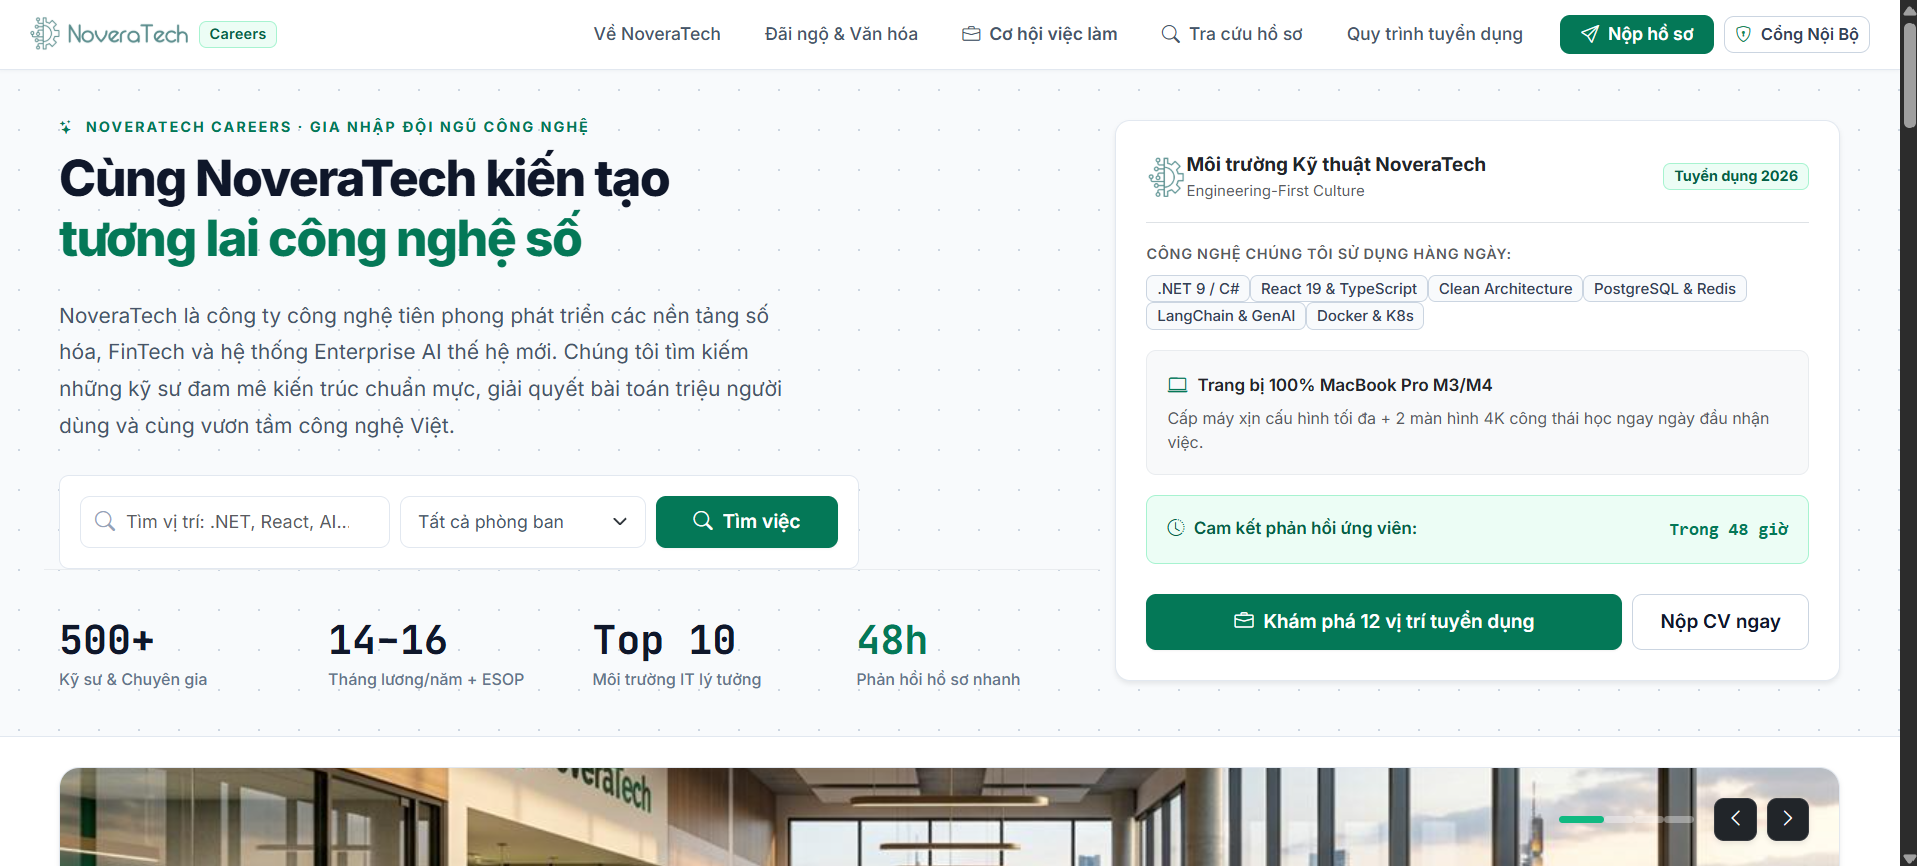 NoveraTech Careers
Về NoveraTech
Đãi ngộ & Văn hóa
Cơ hội việc làm
Tra cứu hồ sơ
Quy trình tuyển dụng
Nộp hồ sơ
Cổng Nội Bộ
NOVERATECH CAREERS · GIA NHẬP ĐỘI NGŨ CÔNG NGHỆ
Cùng NoveraTech kiến tạo
tương lai công nghệ số
NoveraTech là công ty công nghệ tiên phong phát triển các nền tảng số
hóa, FinTech và hệ thống Enterprise AI thế hệ mới. Chúng tôi tìm kiếm
những kỹ sư đam mê kiến trúc chuẩn mực, giải quyết bài toán triệu người
dùng và cùng vươn tầm công nghệ Việt.
Tìm vị trí: .NET, React, AI...
Tất cả phòng ban
Tìm việc
500+
Kỹ sư & Chuyên gia
14-16
Tháng lương/năm + ESOP
Top 10
Môi trường IT lý tưởng
48h
Phản hồi hồ sơ nhanh
Môi trường Kỹ thuật NoveraTech
Engineering-First Culture
Tuyển dụng 2026
CÔNG NGHỆ CHÚNG TÔI SỬ DỤNG HÀNG NGÀY:
.NET 9 / C#
React 19 & TypeScript
Clean Architecture
PostgreSQL & Redis
LangChain & GenAI
Docker & K8s
Trang bị 100% MacBook Pro M3/M4
Cấp máy xịn cấu hình tối đa + 2 màn hình 4K công thái học ngay ngày đầu nhận
việc.
Cam kết phản hồi ứng viên:
Trong 48 giờ
Khám phá 12 vị trí tuyển dụng
Nộp CV ngay
NoveraTech